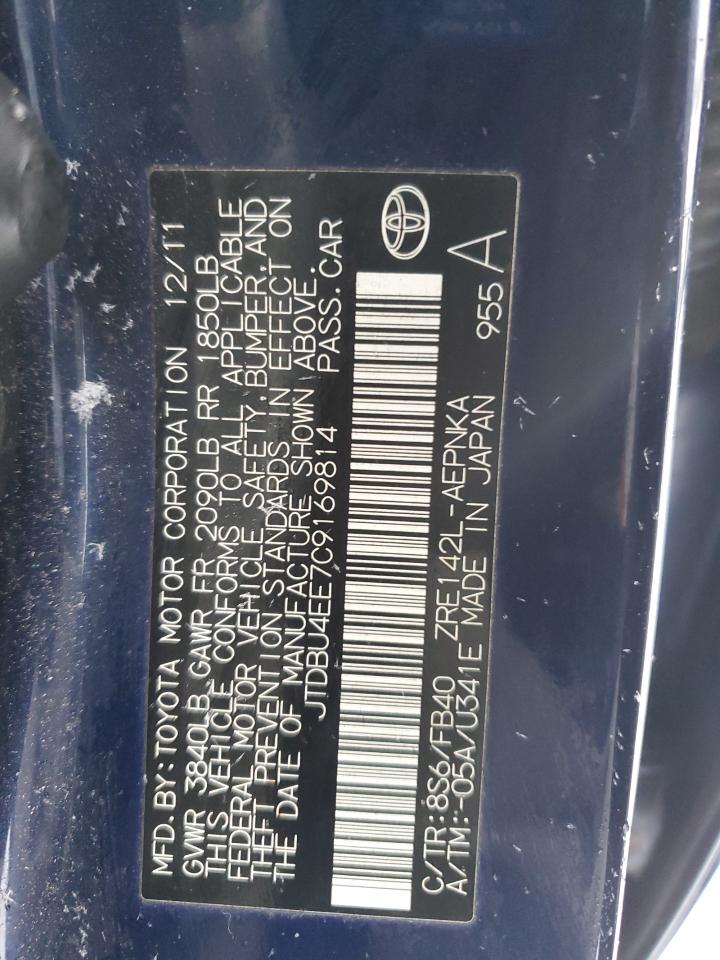 MFD.BY:TOYOTA MOTOR CORPORATION 12/11
GVWR 3840LB GAWR FR 2090LB RR 1850LB
THIS VEHICLE CONFORMS TO ALL APPLICABLE
FEDERAL MOTOR VEHICLE SAFETY,BUMPER,AND
THEFT PREVENTION STANDARDS IN EFFECT ON
THE DATE OF MANUFACTURE SHOWN ABOVE.
JTDBU4EE7C9169814 PASS.CAR
C/TR:8S6/FB40 ZRE142L-AEPNKA
A/TM:-05A/U341E MADE IN JAPAN 955 A